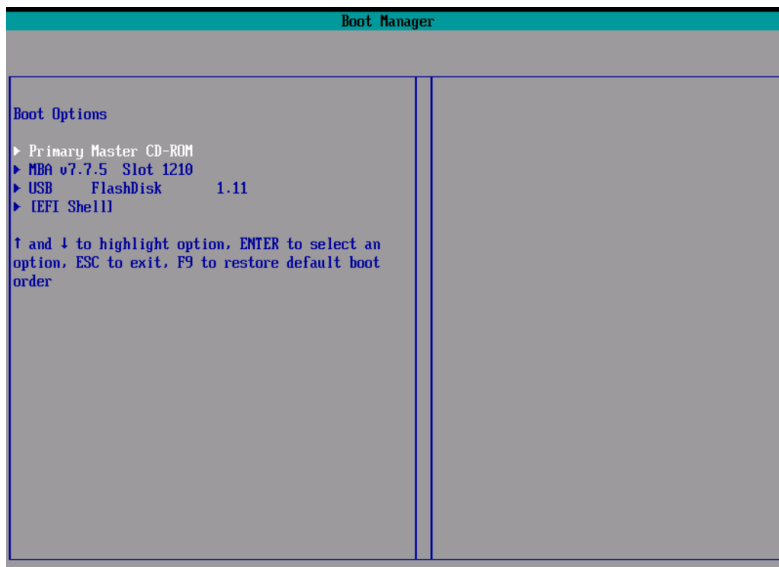 Boot Manager
Boot Options
▶ Primary Master CD-ROM
▶ MBA v7.7.5 Slot 1210
▶ USB FlashDisk 1.11
▶ [EFI Shell]
↑ and ↓ to highlight option, ENTER to select an
option, ESC to exit, F9 to restore default boot
order